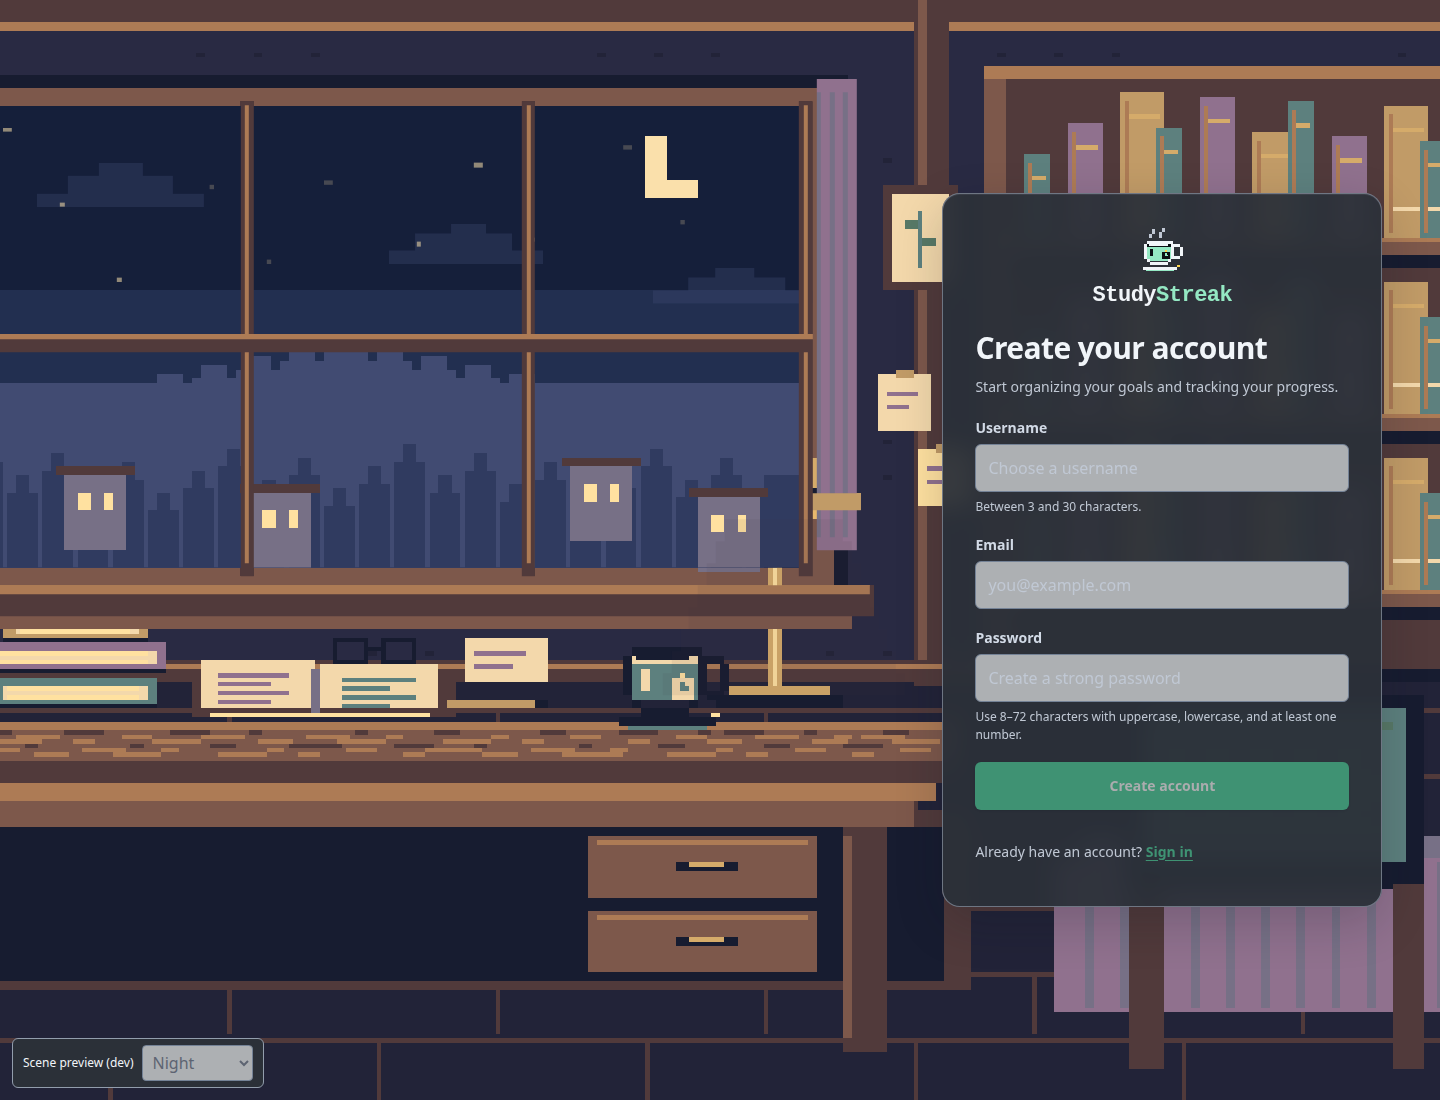 StudyStreak
Create your account
Start organizing your goals and tracking your progress.
Username
Choose a username
Between 3 and 30 characters.
Email
you@example.com
Password
Create a strong password
Use 8–72 characters with uppercase, lowercase, and at least one
number.
Create account
Already have an account? Sign in
Scene preview (dev) Night